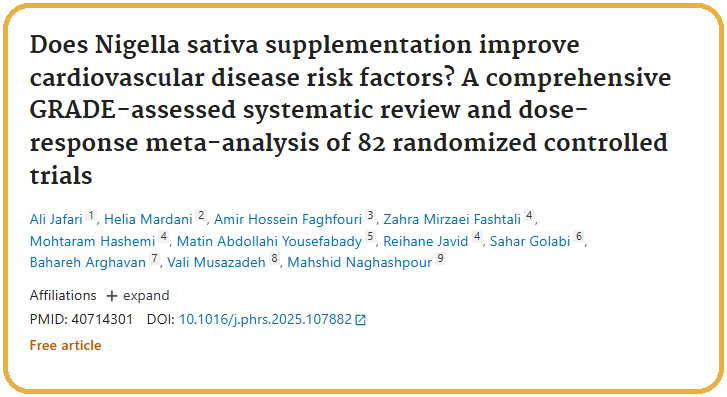 Does Nigella sativa supplementation improve
cardiovascular disease risk factors? A comprehensive
GRADE-assessed systematic review and dose-
response meta-analysis of 82 randomized controlled
trials
Ali Jafari 1, Helia Mardani 2, Amir Hossein Faghfouri 3, Zahra Mirzaei Fashtali 4,
Mohtaram Hashemi 4, Matin Abdollahi Yousefabady 5, Reihane Javid 4, Sahar Golabi 6,
Bahareh Arghavan 7, Vali Musazadeh 8, Mahshid Naghashpour 9
Affiliations + expand
PMID: 40714301 DOI: 10.1016/j.phrs.2025.107882
Free article